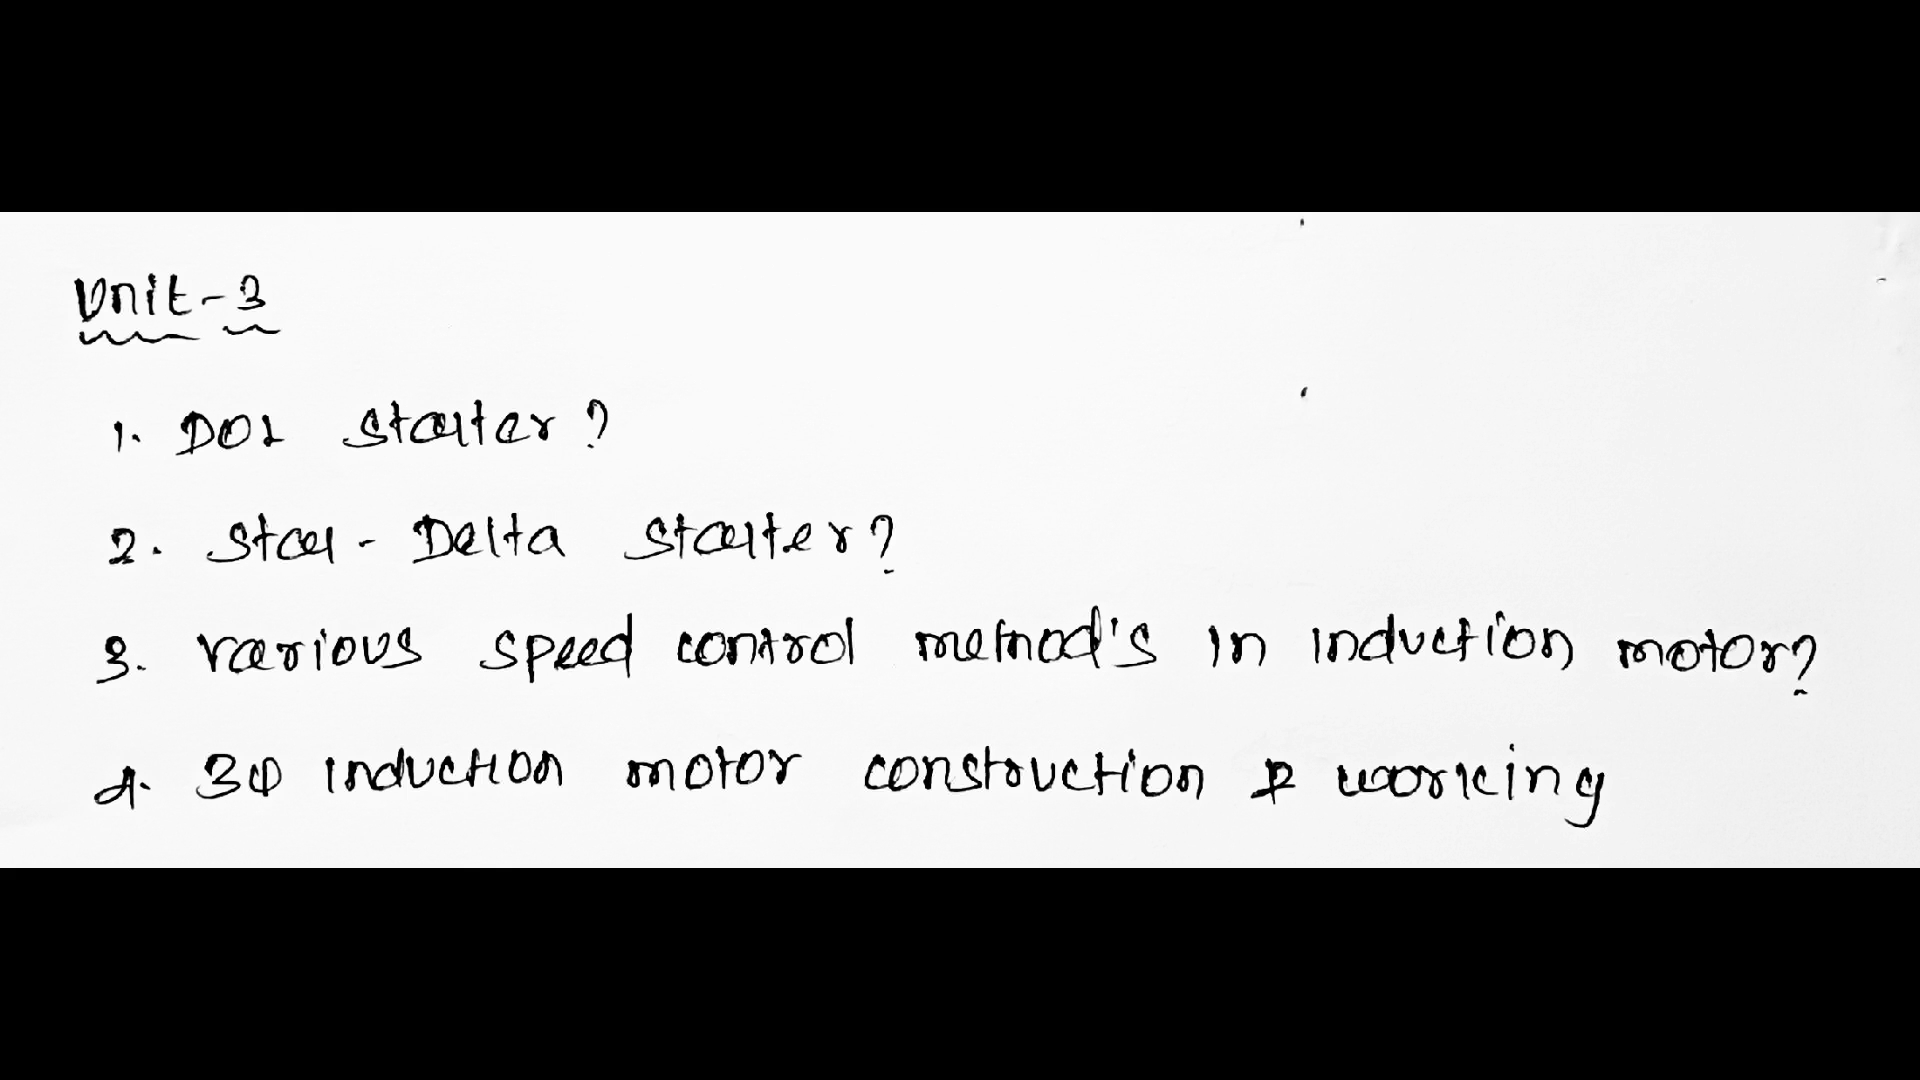 Unit-3
1. DOL starter?
2. Star-Delta starter?
3. Various speed control method's in induction motor?
4. 3Φ induction motor construction & working